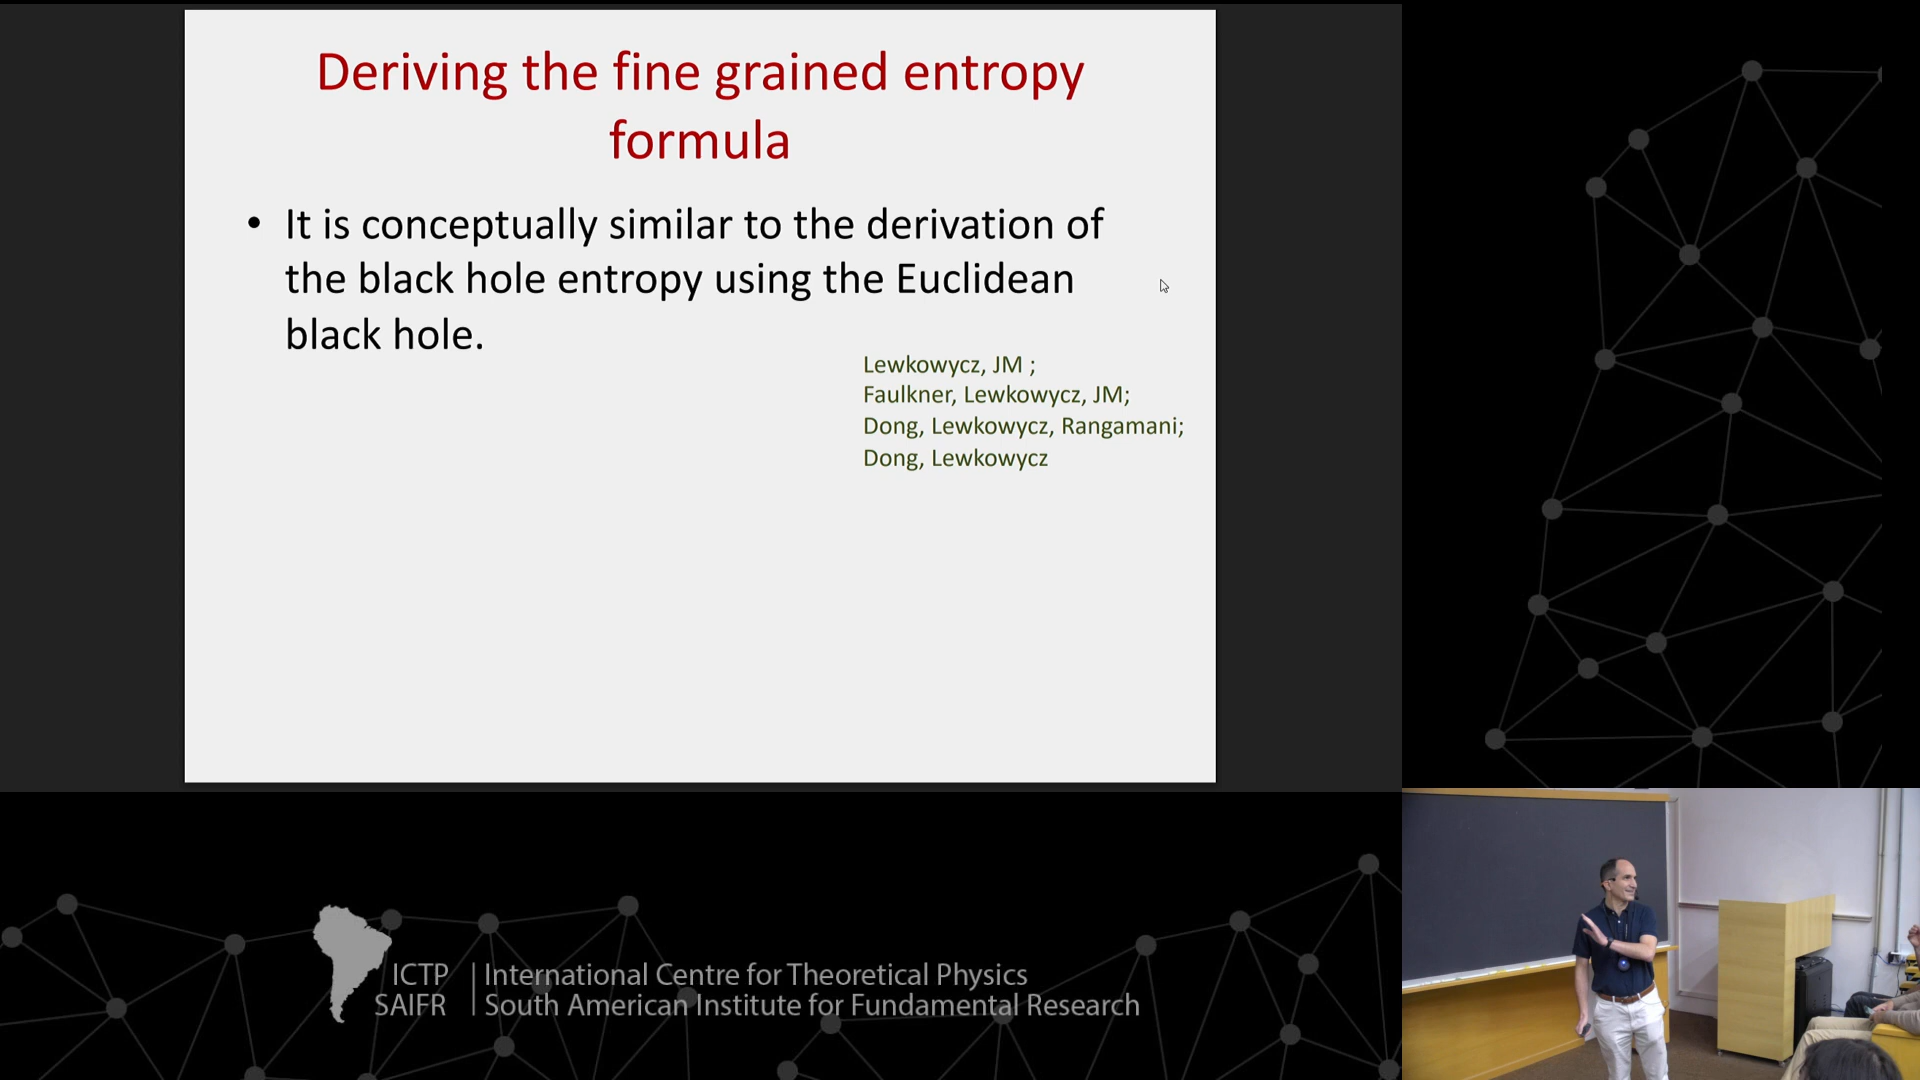 Deriving the fine grained entropy
formula
• It is conceptually similar to the derivation of
the black hole entropy using the Euclidean
black hole.
Lewkowycz, JM ;
Faulkner, Lewkowycz, JM;
Dong, Lewkowycz, Rangamani;
Dong, Lewkowycz
ICTP | International Centre for Theoretical Physics
SAIFR | South American Institute for Fundamental Research